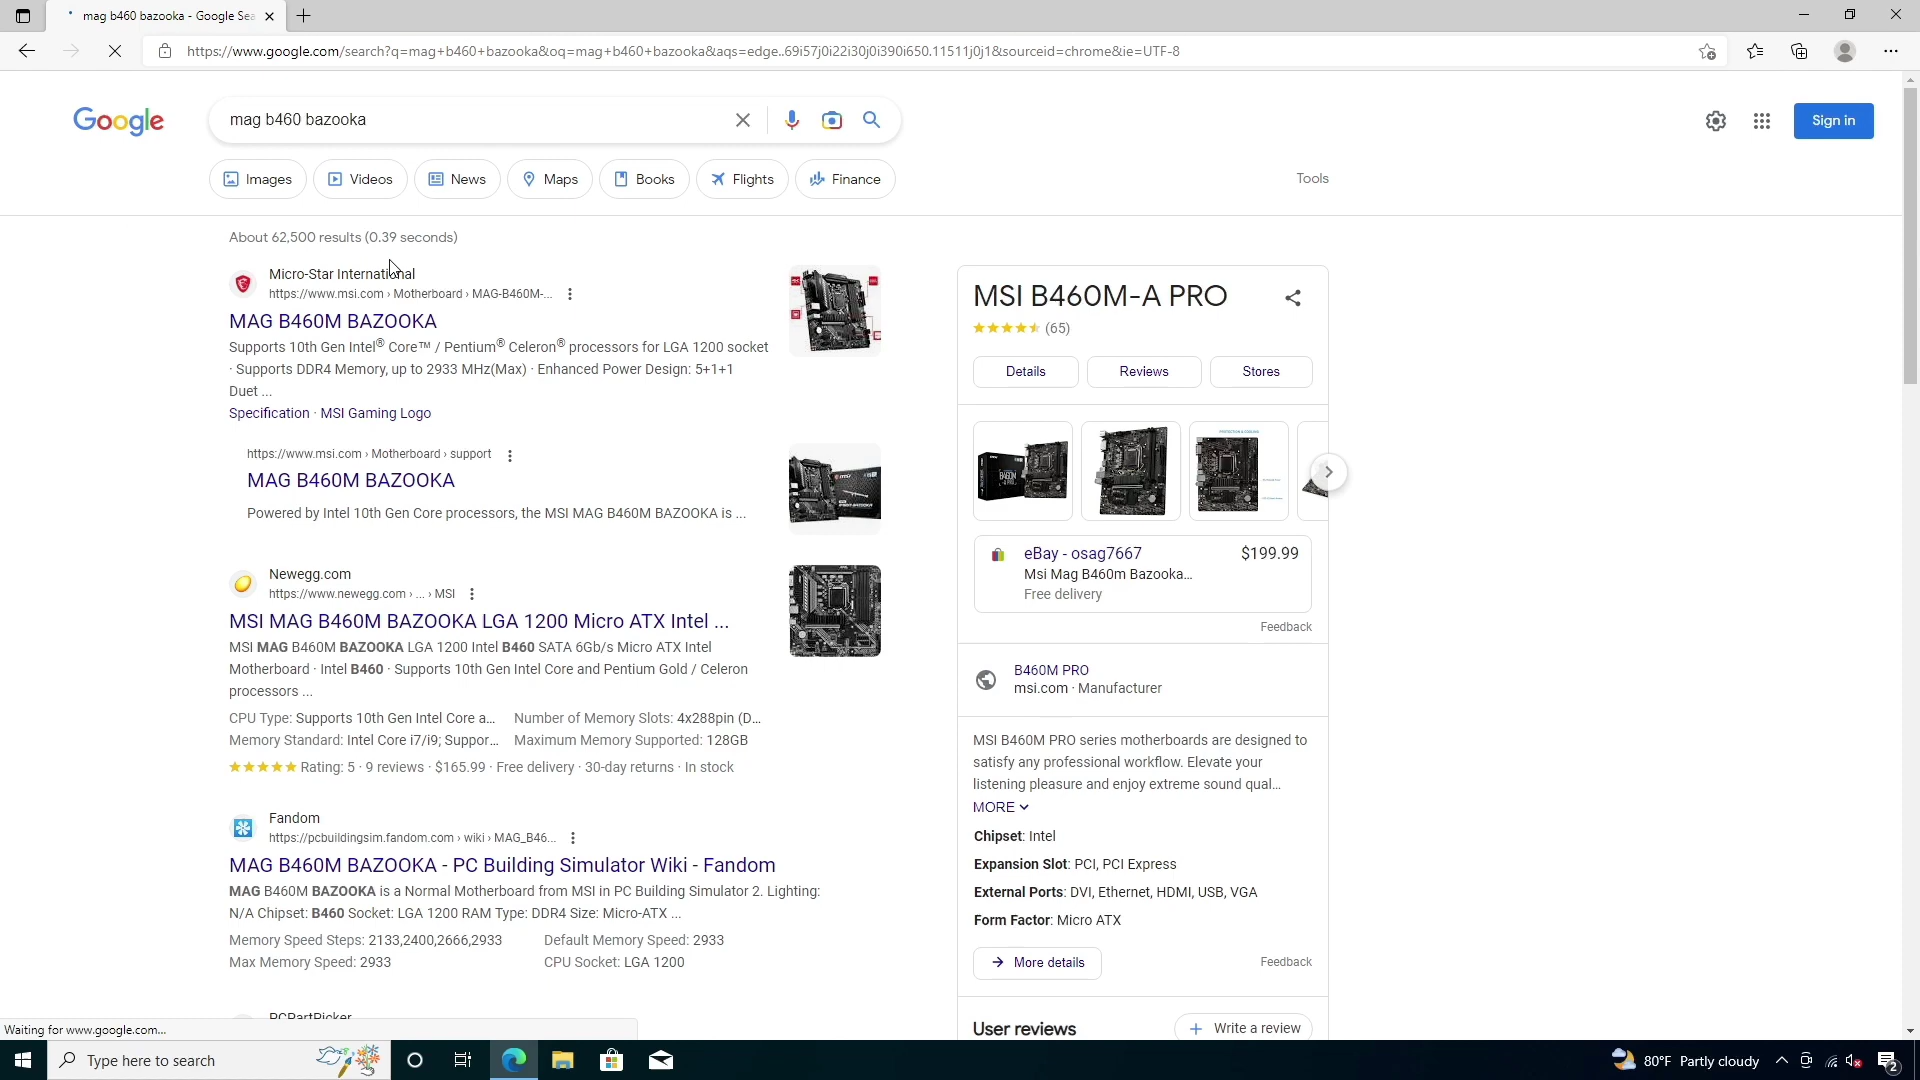 mag b460 bazooka - Google Sea
https://www.google.com/search?q=mag+b460+bazooka&oq=mag+b460+bazooka&aqs=edge..69i57j0i22i30j0i390i650.11511j0j1&sourceid=chrome&ie=UTF-8
Google
mag b460 bazooka
Sign in
Images
Videos
News
Maps
Books
Flights
Finance
Tools
About 62,500 results (0.39 seconds)
Micro-Star International
https://www.msi.com › Motherboard › MAG-B460M-...
MAG B460M BAZOOKA
Supports 10th Gen Intel® Core™ / Pentium® Celeron® processors for LGA 1200 socket
· Supports DDR4 Memory, up to 2933 MHz(Max) · Enhanced Power Design: 5+1+1
Duet ...
Specification · MSI Gaming Logo
https://www.msi.com › Motherboard › support
MAG B460M BAZOOKA
Powered by Intel 10th Gen Core processors, the MSI MAG B460M BAZOOKA is ...
Newegg.com
https://www.newegg.com › ... › MSI
MSI MAG B460M BAZOOKA LGA 1200 Micro ATX Intel ...
MSI MAG B460M BAZOOKA LGA 1200 Intel B460 SATA 6Gb/s Micro ATX Intel
Motherboard · Intel B460 · Supports 10th Gen Intel Core and Pentium Gold / Celeron
processors ...
CPU Type: Supports 10th Gen Intel Core a... Number of Memory Slots: 4x288pin (D...
Memory Standard: Intel Core i7/i9; Suppor... Maximum Memory Supported: 128GB
Rating: 5 · 9 reviews · $165.99 · Free delivery · 30-day returns · In stock
Fandom
https://pcbuildingsim.fandom.com › wiki › MAG_B46...
MAG B460M BAZOOKA - PC Building Simulator Wiki - Fandom
MAG B460M BAZOOKA is a Normal Motherboard from MSI in PC Building Simulator 2. Lighting:
N/A Chipset: B460 Socket: LGA 1200 RAM Type: DDR4 Size: Micro-ATX ...
Memory Speed Steps: 2133,2400,2666,2933 Default Memory Speed: 2933
Max Memory Speed: 2933 CPU Socket: LGA 1200
PCPartPicker
MSI B460M-A PRO
(65)
Details
Reviews
Stores
eBay - osag7667 $199.99
Msi Mag B460m Bazooka...
Free delivery
Feedback
B460M PRO
msi.com · Manufacturer
MSI B460M PRO series motherboards are designed to
satisfy any professional workflow. Elevate your
listening pleasure and enjoy extreme sound qual...
MORE
Chipset: Intel
Expansion Slot: PCI, PCI Express
External Ports: DVI, Ethernet, HDMI, USB, VGA
Form Factor: Micro ATX
More details
Feedback
User reviews
Write a review
Waiting for www.google.com...
Type here to search
80°F Partly cloudy
2